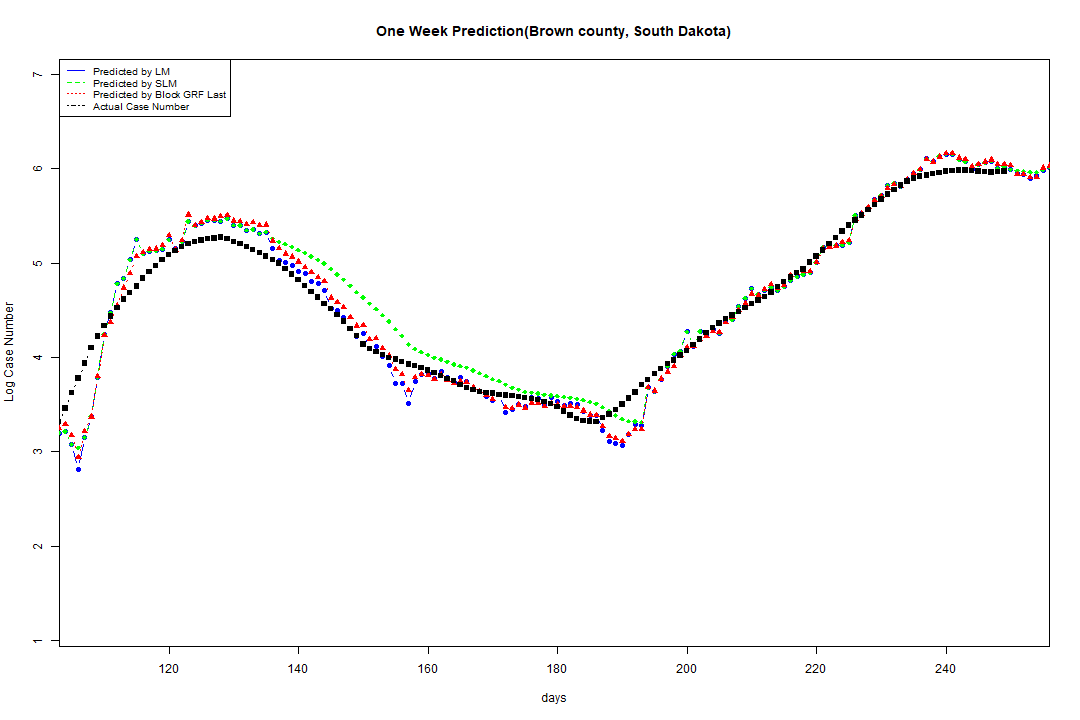 One Week Prediction(Brown county, South Dakota)
Predicted by LM
Predicted by SLM
Predicted by Block GRF Last
Actual Case Number
7
6
5
4
3
2
1
Log Case Number
120 140 160 180 200 220 240
days